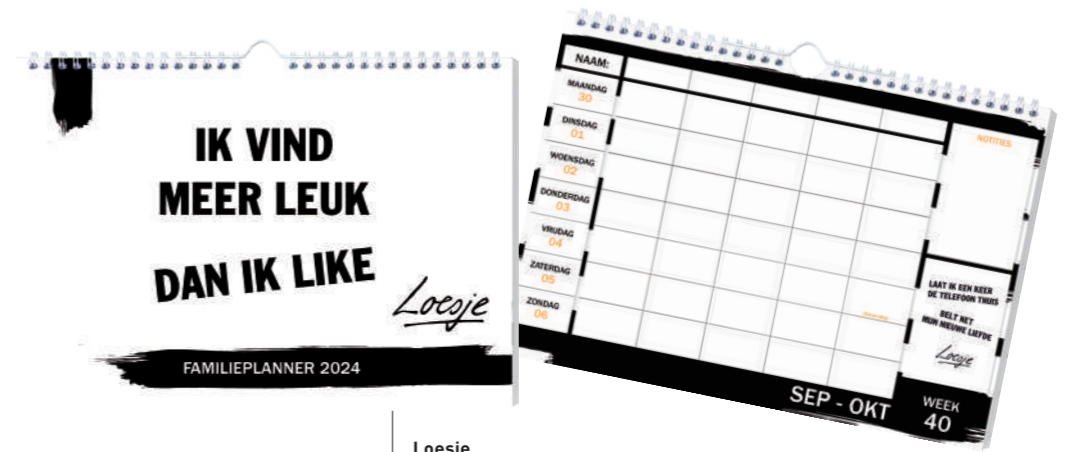 IK VIND
MEER LEUK
DAN IK LIKE
Loesje
FAMILIEPLANNER 2024
NAAM:
MAANDAG
30
DINSDAG
01
WOENSDAG
02
DONDERDAG
03
VRIJDAG
04
ZATERDAG
05
ZONDAG
06
NOTITIES
LAAT IK EEN KEER
DE TELEFOON THUIS
BELT NET
MIJN NIEUWE LIEFDE
Loesje
SEP - OKT
WEEK
40
Loesje